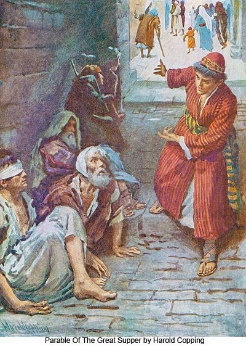 Parable Of The Great Supper by Harold Copping